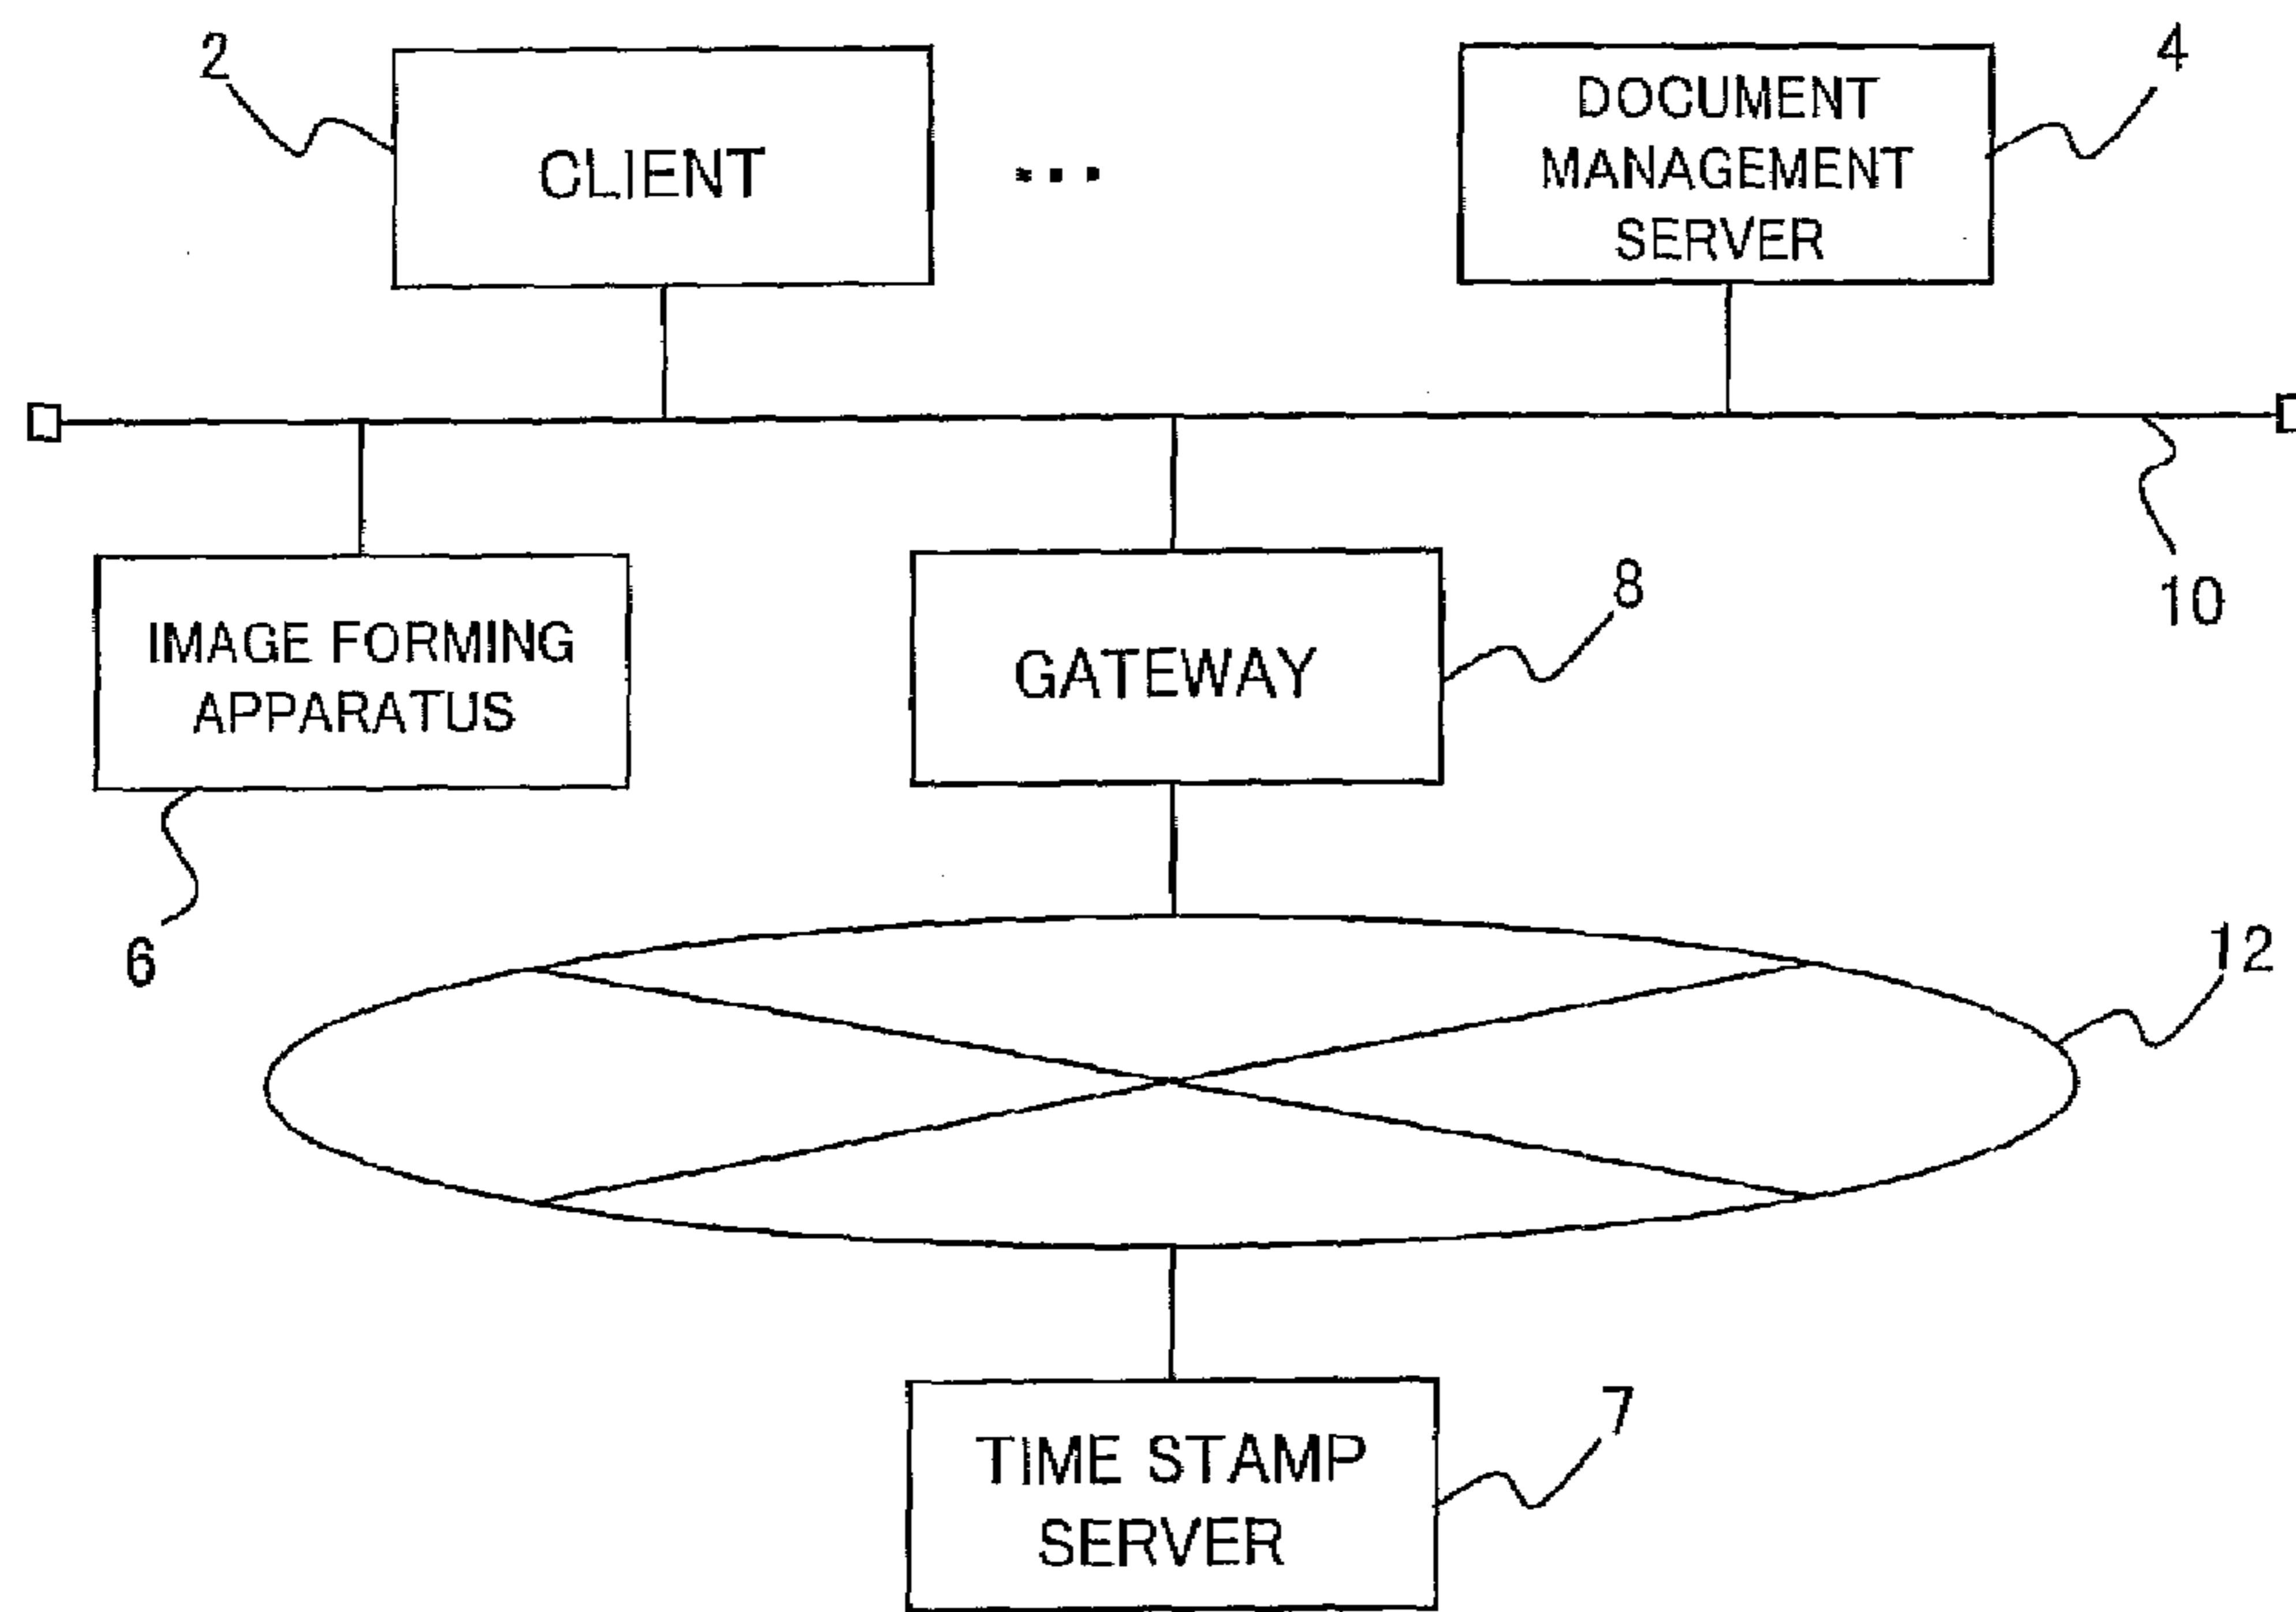 2
CLIENT
...
4
DOCUMENT
MANAGEMENT
SERVER
10
IMAGE FORMING
APPARATUS
6
GATEWAY
8
12
TIME STAMP
SERVER
7